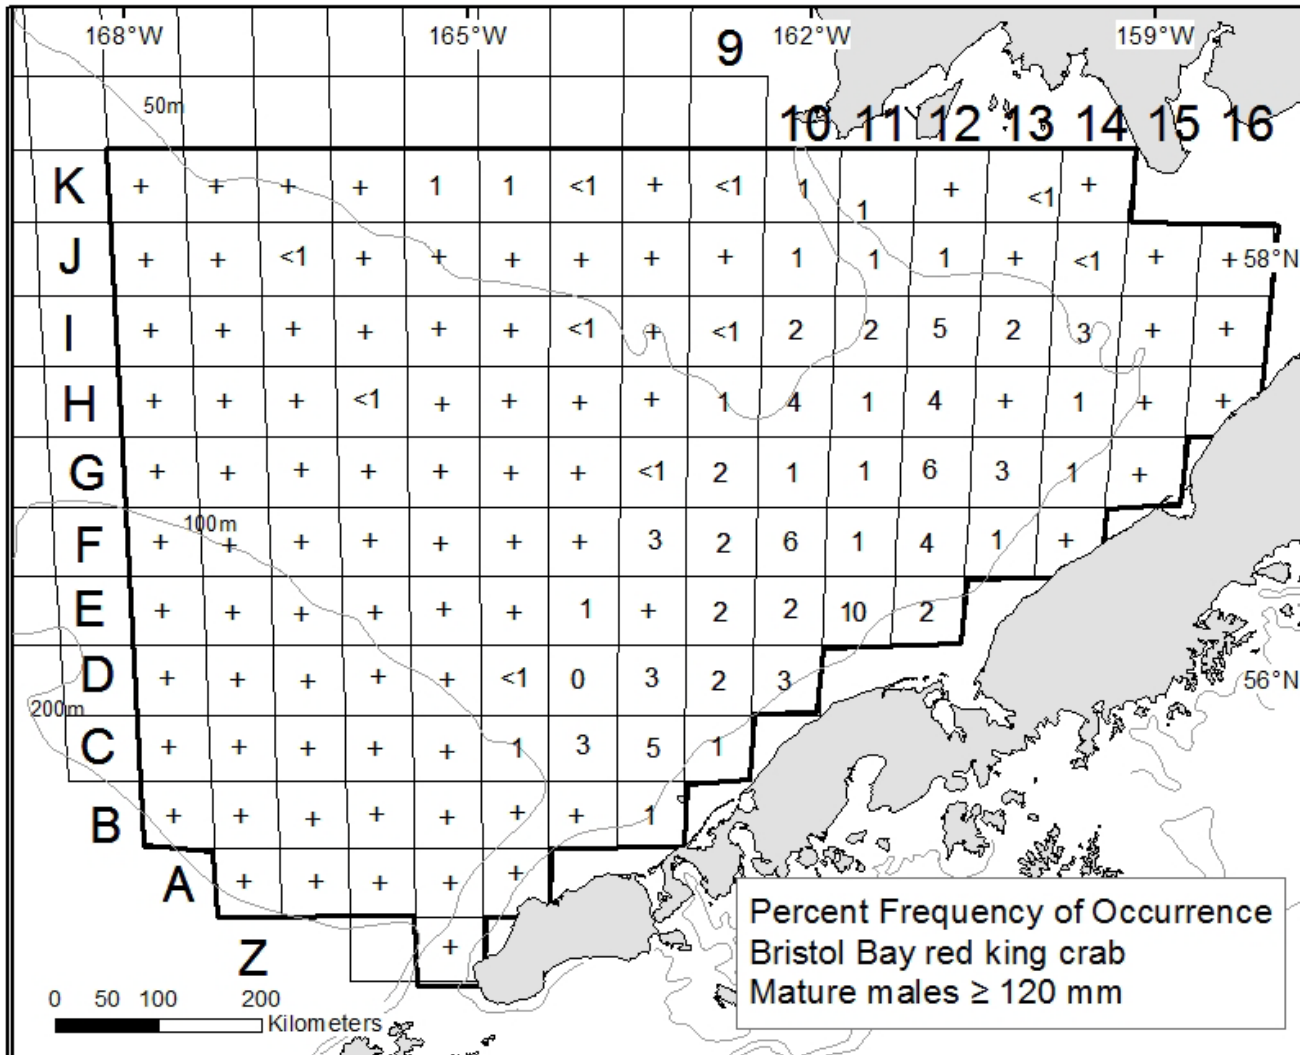 168°W 165°W 162°W 159°W
9
50m
10 11 12 13 14 15 16
K + + + + 1 1 <1 + <1 1 1 + <1 +
J + + <1 + + + + + + 1 1 1 + <1 + + 58°N
I + + + + + + <1 + <1 2 2 5 2 3 + +
H + + + <1 + + + + 1 4 1 4 + 1 + +
G + + + + + + + <1 2 1 1 6 3 1 +
100m
F + + + + + + + 3 2 6 1 4 1 +
E + + + + + + 1 + 2 2 10 2
D + + + + + <1 0 3 2 3 56°N
200m
C + + + + + 1 3 5 1
B + + + + + + + 1
A + + + + +
Z +
Percent Frequency of Occurrence
Bristol Bay red king crab
Mature males ≥ 120 mm
0 50 100 200
Kilometers